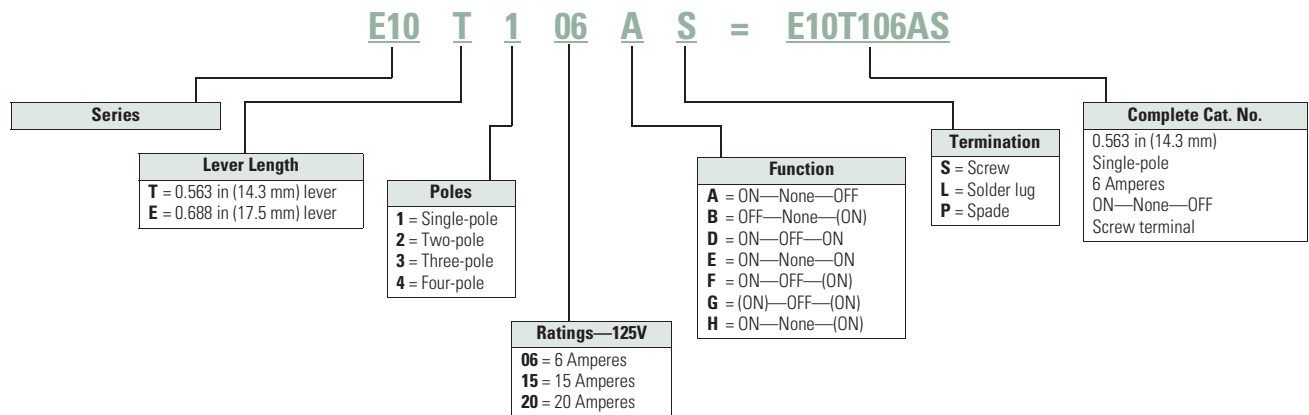 E10 T 1 06 A S = E10T106AS
Series
Lever Length
T = 0.563 in (14.3 mm) lever
E = 0.688 in (17.5 mm) lever
Poles
1 = Single-pole
2 = Two-pole
3 = Three-pole
4 = Four-pole
Ratings—125V
06 = 6 Amperes
15 = 15 Amperes
20 = 20 Amperes
Function
A = ON—None—OFF
B = OFF—None—(ON)
D = ON—OFF—ON
E = ON—None—ON
F = ON—OFF—(ON)
G = (ON)—OFF—(ON)
H = ON—None—(ON)
Termination
S = Screw
L = Solder lug
P = Spade
Complete Cat. No.
0.563 in (14.3 mm)
Single-pole
6 Amperes
ON—None—OFF
Screw terminal